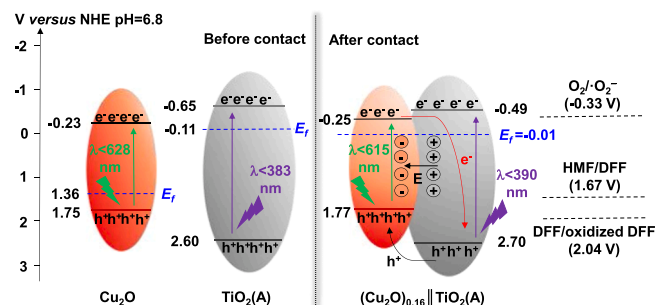 V versus NHE pH=6.8
Before contact
After contact
-2
-1
0
1
2
3
-0.23
e⁻e⁻e⁻e⁻
λ<628
nm
1.36
E_f
1.75
h⁺h⁺h⁺h⁺
Cu₂O
-0.65
e⁻e⁻e⁻ e⁻
-0.11
E_f
λ<383
nm
2.60
h⁺h⁺h⁺h⁺
TiO₂(A)
-0.25
e⁻e⁻e⁻e⁻
λ<615
nm
1.77
h⁺h⁺h⁺h⁺
- +
- +
- +
- +
E
e⁻
h⁺
e⁻ e⁻ e⁻ e⁻
-0.49
E_f=-0.01
λ<390
nm
h⁺h⁺ h⁺
2.70
(Cu₂O)₀.₁₆||TiO₂(A)
O₂/·O₂⁻
(-0.33 V)
HMF/DFF
(1.67 V)
DFF/oxidized DFF
(2.04 V)